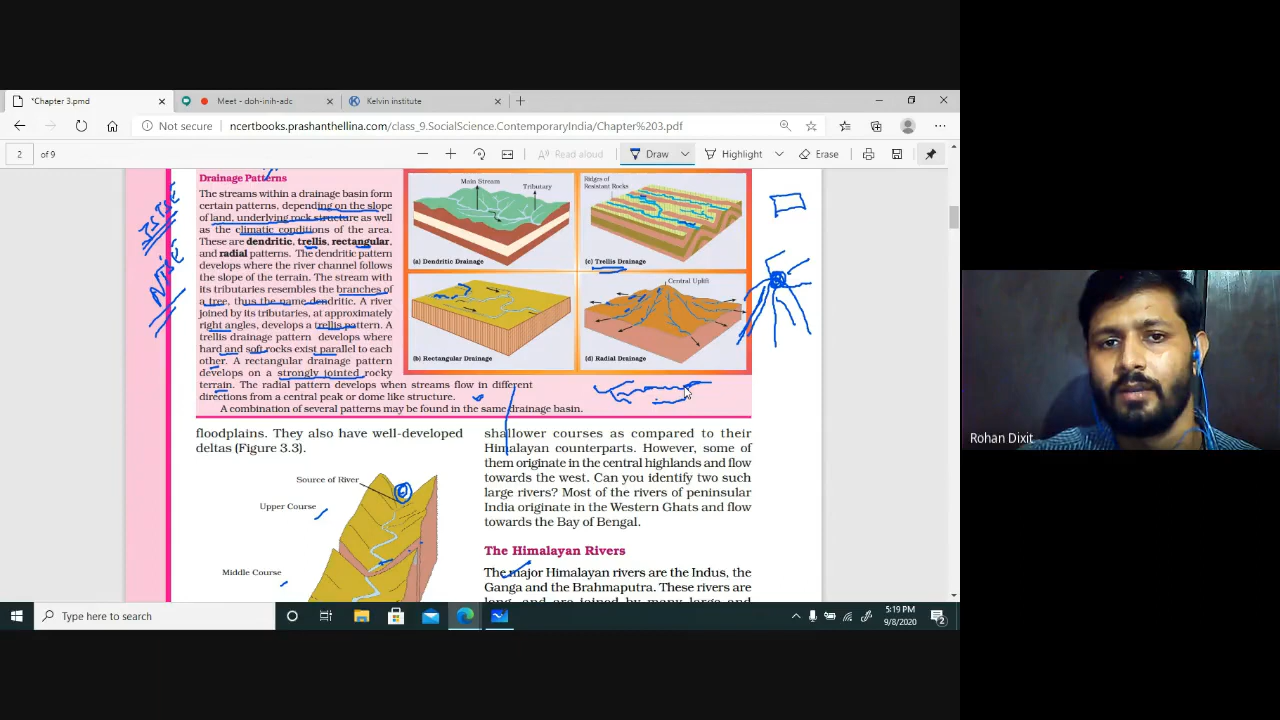 *Chapter 3.pmd
Meet - doh-inih-adc
Kelvin institute
Not secure
ncertbooks.prashanthellina.com/class_9.SocialScience.ContemporaryIndia/Chapter%203.pdf
2 of 9
Read aloud
Draw
Highlight
Erase
Drainage Patterns
The streams within a drainage basin form
certain patterns, depending on the slope
of land, underlying rock structure as well
as the climatic conditions of the area.
These are dendritic, trellis, rectangular,
and radial patterns. The dendritic pattern
develops where the river channel follows
the slope of the terrain. The stream with
its tributaries resembles the branches of
a tree, thus the name dendritic. A river
joined by its tributaries, at approximately
right angles, develops a trellis pattern. A
trellis drainage pattern develops where
hard and soft rocks exist parallel to each
other. A rectangular drainage pattern
develops on a strongly jointed rocky
terrain. The radial pattern develops when streams flow in different
directions from a central peak or dome like structure.
A combination of several patterns may be found in the same drainage basin.
Main Stream
Tributary
(a) Dendritic Drainage
Ridges of
Resistant Rocks
(c) Trellis Drainage
(b) Rectangular Drainage
Central Uplift
(d) Radial Drainage
floodplains. They also have well-developed
deltas (Figure 3.3).
Source of River
Upper Course
Middle Course
shallower courses as compared to their
Himalayan counterparts. However, some of
them originate in the central highlands and flow
towards the west. Can you identify two such
large rivers? Most of the rivers of peninsular
India originate in the Western Ghats and flow
towards the Bay of Bengal.
The Himalayan Rivers
The major Himalayan rivers are the Indus, the
Ganga and the Brahmaputra. These rivers are
long, and are joined by many large and
Rohan Dixit
Type here to search
5:19 PM
9/8/2020
2